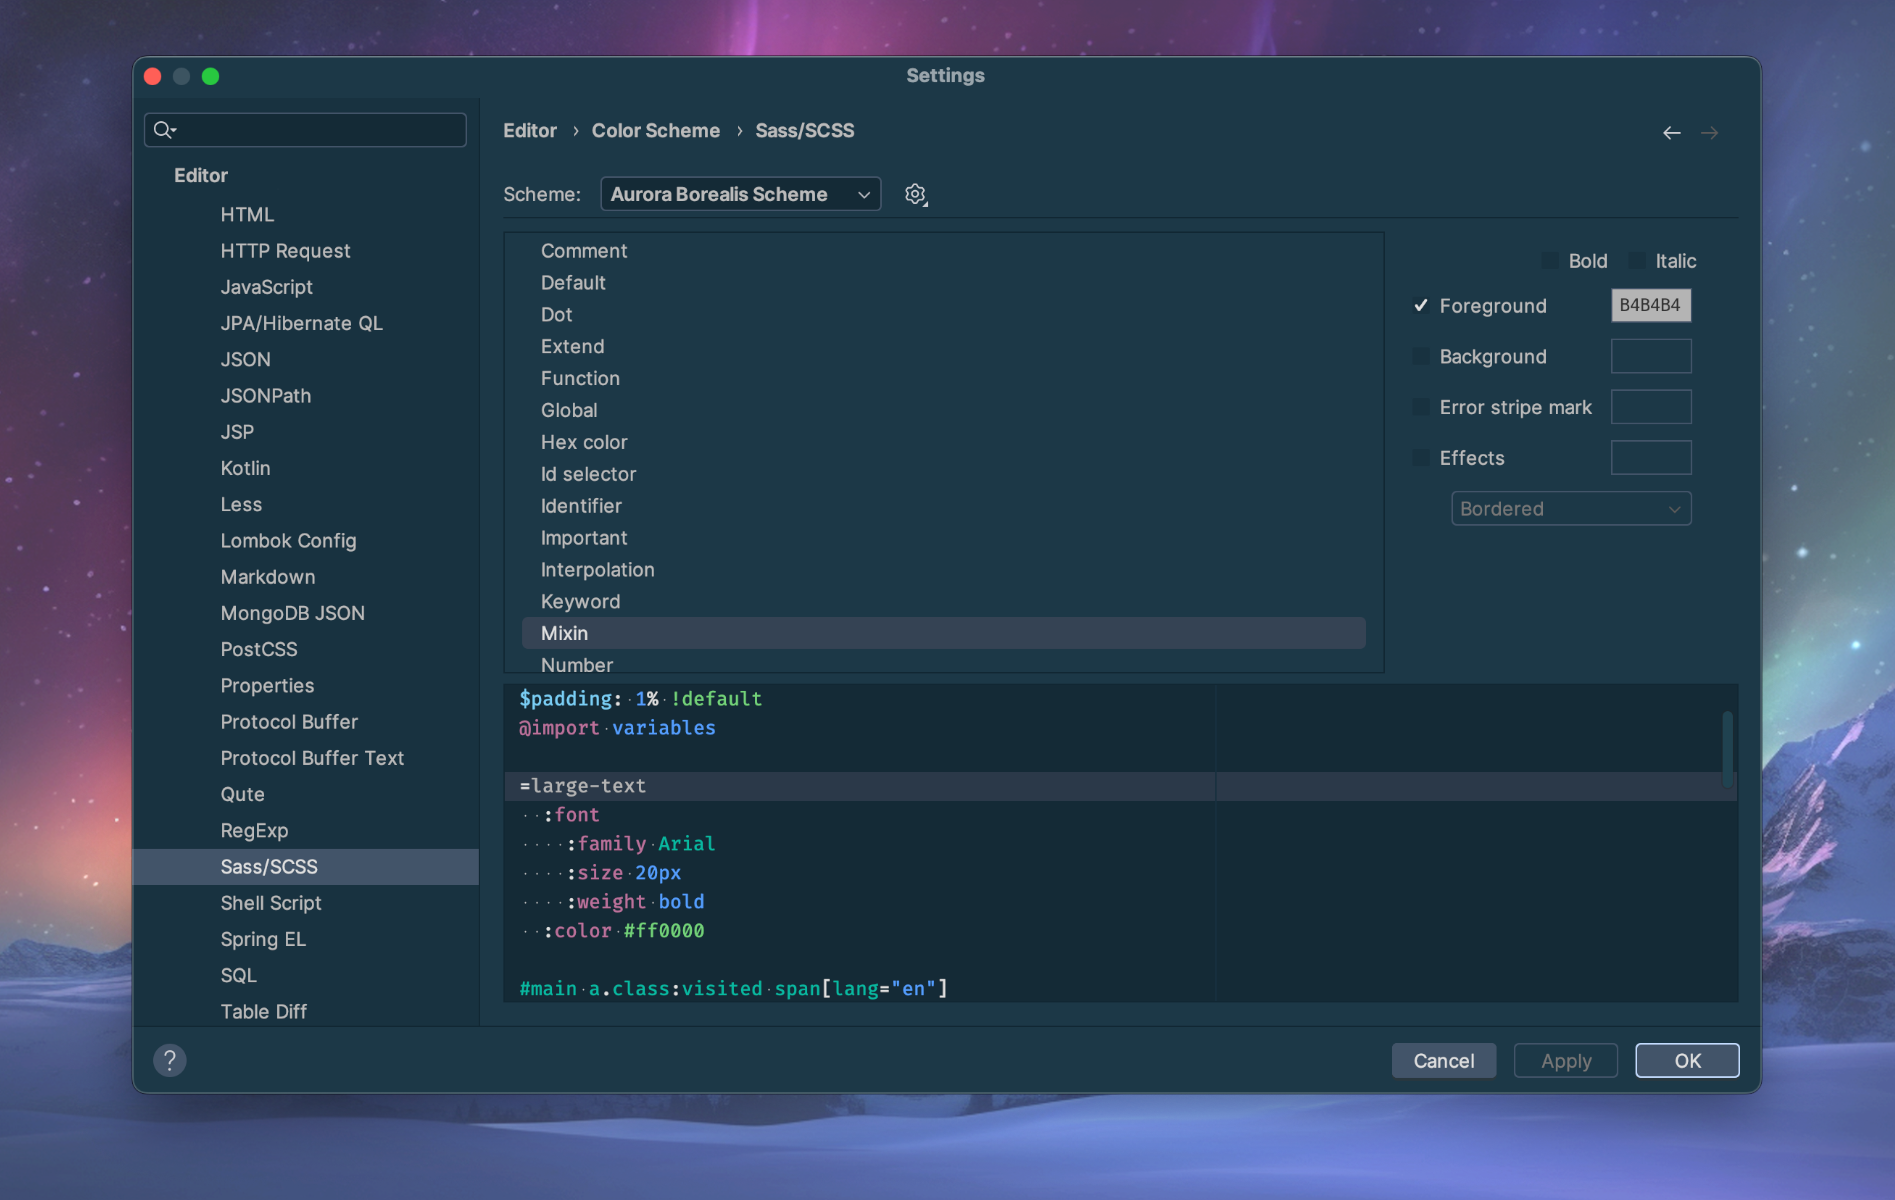 Settings
Editor
HTML
HTTP Request
JavaScript
JPA/Hibernate QL
JSON
JSONPath
JSP
Kotlin
Less
Lombok Config
Markdown
MongoDB JSON
PostCSS
Properties
Protocol Buffer
Protocol Buffer Text
Qute
RegExp
Sass/SCSS
Shell Script
Spring EL
SQL
Table Diff
Editor › Color Scheme › Sass/SCSS
Scheme: Aurora Borealis Scheme
Comment
Default
Dot
Extend
Function
Global
Hex color
Id selector
Identifier
Important
Interpolation
Keyword
Mixin
Number
Bold Italic
Foreground B4B4B4
Background
Error stripe mark
Effects
Bordered
$padding: 1% !default
@import variables
=large-text
:font
:family Arial
:size 20px
:weight bold
:color #ff0000
#main a.class:visited span[lang="en"]
? Cancel Apply OK